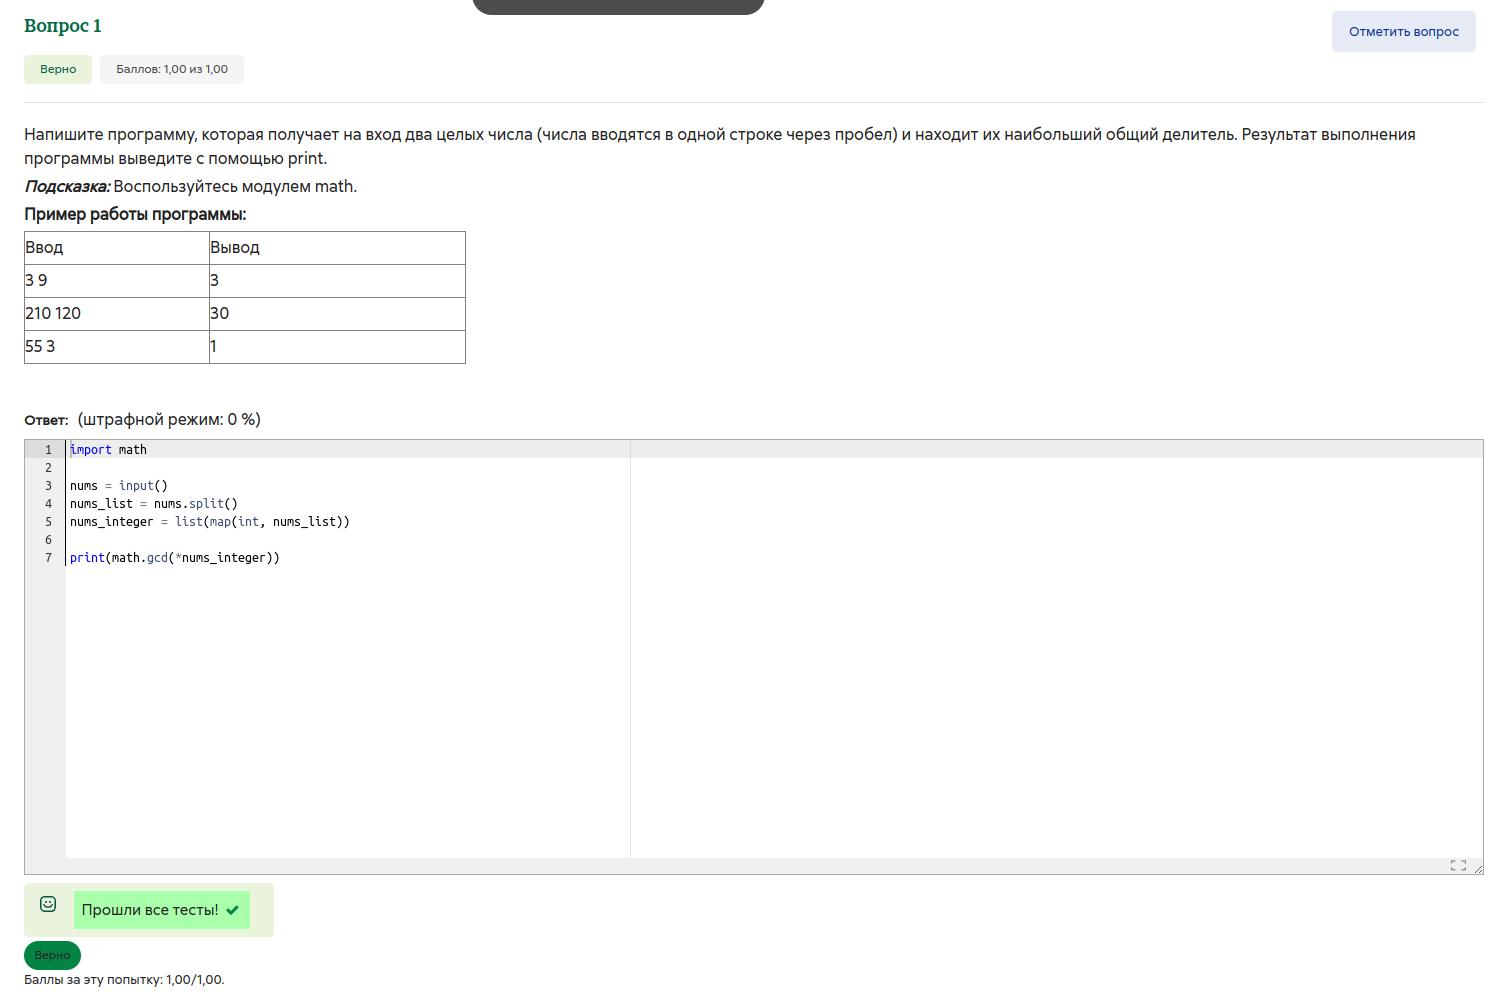 Вопрос 1
Отметить вопрос
Верно
Баллов: 1,00 из 1,00
Напишите программу, которая получает на вход два целых числа (числа вводятся в одной строке через пробел) и находит их наибольший общий делитель. Результат выполнения
программы выведите с помощью print.
Подсказка: Воспользуйтесь модулем math.
Пример работы программы:
Ввод Вывод
3 9 3
210 120 30
55 3 1
Ответ: (штрафной режим: 0 %)
1 import math
2
3 nums = input()
4 nums_list = nums.split()
5 nums_integer = list(map(int, nums_list))
6
7 print(math.gcd(*nums_integer))
Прошли все тесты!
Верно
Баллы за эту попытку: 1,00/1,00.